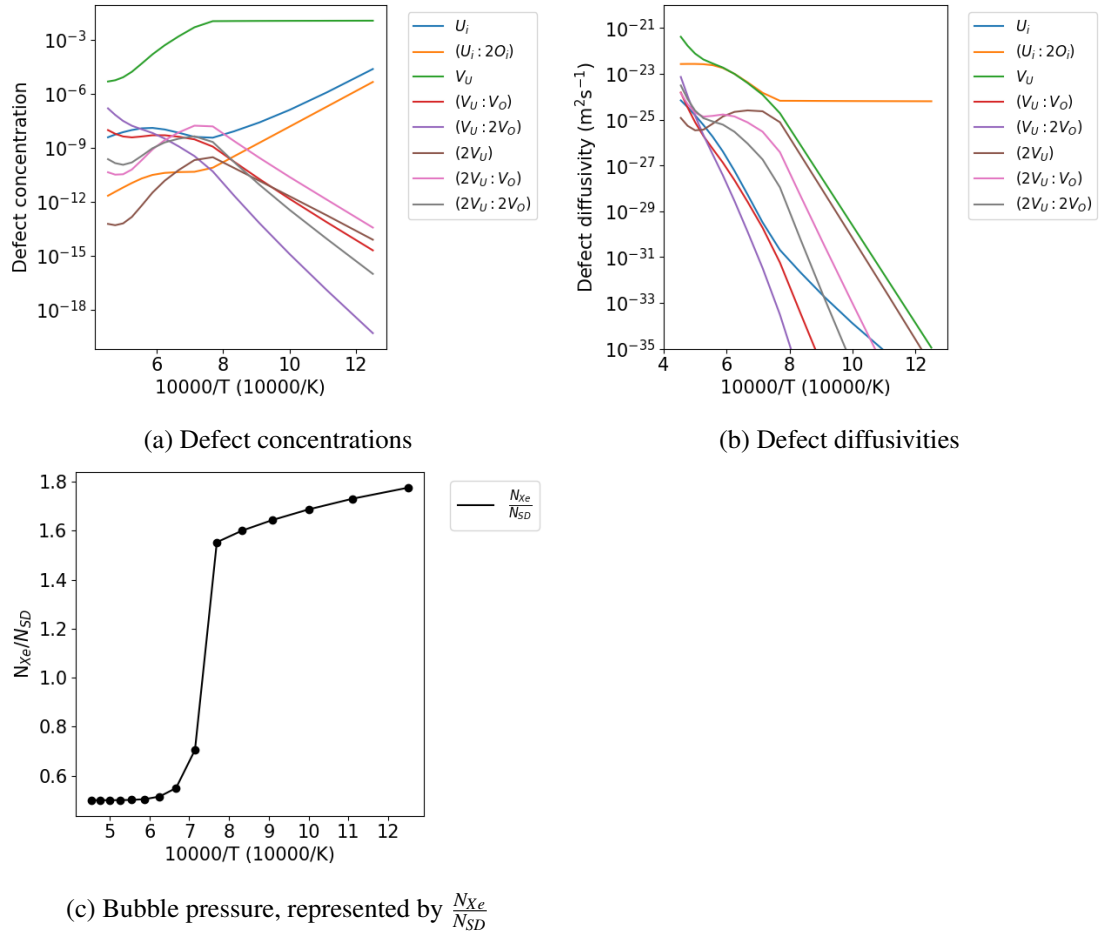 Defect concentration
10⁻³
10⁻⁶
10⁻⁹
10⁻¹²
10⁻¹⁵
10⁻¹⁸
6 8 10 12
10000/T (10000/K)
U_i
(U_i : 2O_i)
V_U
(V_U : V_O)
(V_U : 2V_O)
(2V_U)
(2V_U : V_O)
(2V_U : 2V_O)
(a) Defect concentrations
Defect diffusivity (m²s⁻¹)
10⁻²¹
10⁻²³
10⁻²⁵
10⁻²⁷
10⁻²⁹
10⁻³¹
10⁻³³
10⁻³⁵
4 6 8 10 12
10000/T (10000/K)
U_i
(U_i : 2O_i)
V_U
(V_U : V_O)
(V_U : 2V_O)
(2V_U)
(2V_U : V_O)
(2V_U : 2V_O)
(b) Defect diffusivities
N_Xe/N_SD
1.8
1.6
1.4
1.2
1.0
0.8
0.6
5 6 7 8 9 10 11 12
10000/T (10000/K)
N_Xe/N_SD
(c) Bubble pressure, represented by N_Xe/N_SD